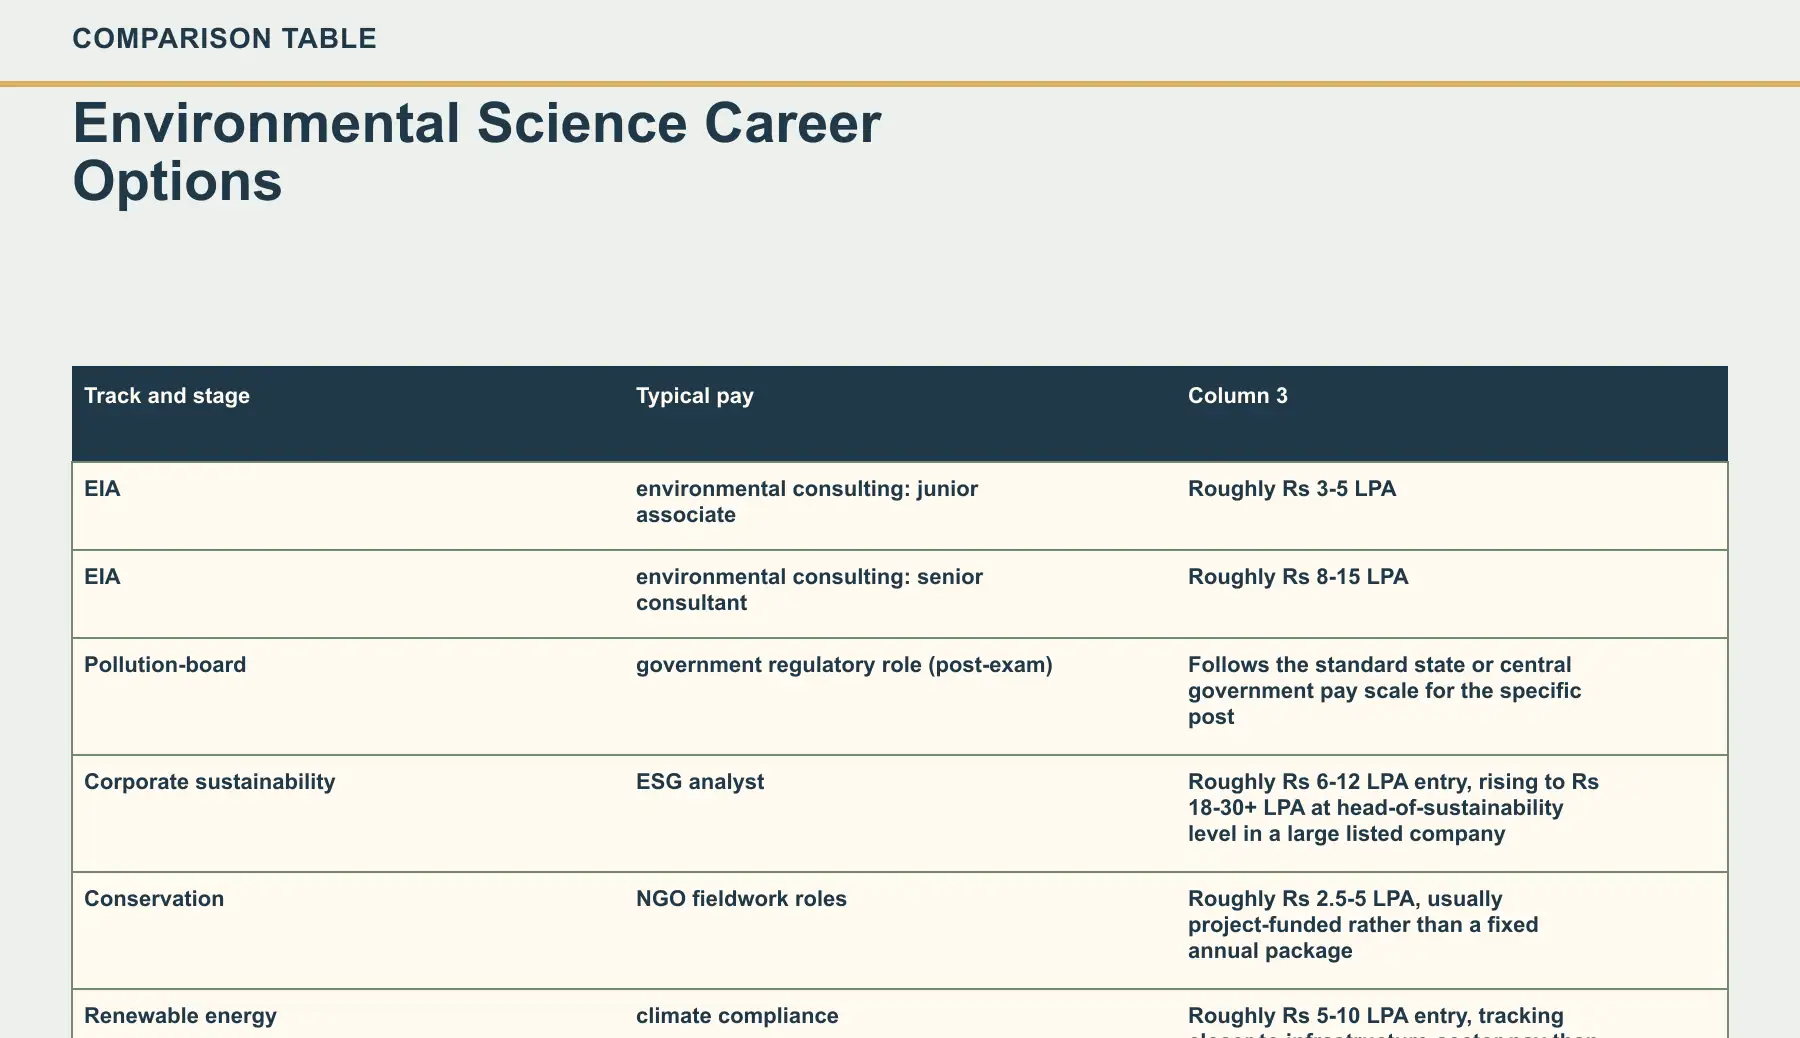 COMPARISON TABLE
Environmental Science Career
Options
Track and stage
Typical pay
Column 3
EIA
environmental consulting: junior
associate
Roughly Rs 3-5 LPA
EIA
environmental consulting: senior
consultant
Roughly Rs 8-15 LPA
Pollution-board
government regulatory role (post-exam)
Follows the standard state or central
government pay scale for the specific
post
Corporate sustainability
ESG analyst
Roughly Rs 6-12 LPA entry, rising to Rs
18-30+ LPA at head-of-sustainability
level in a large listed company
Conservation
NGO fieldwork roles
Roughly Rs 2.5-5 LPA, usually
project-funded rather than a fixed
annual package
Renewable energy
climate compliance
Roughly Rs 5-10 LPA entry, tracking